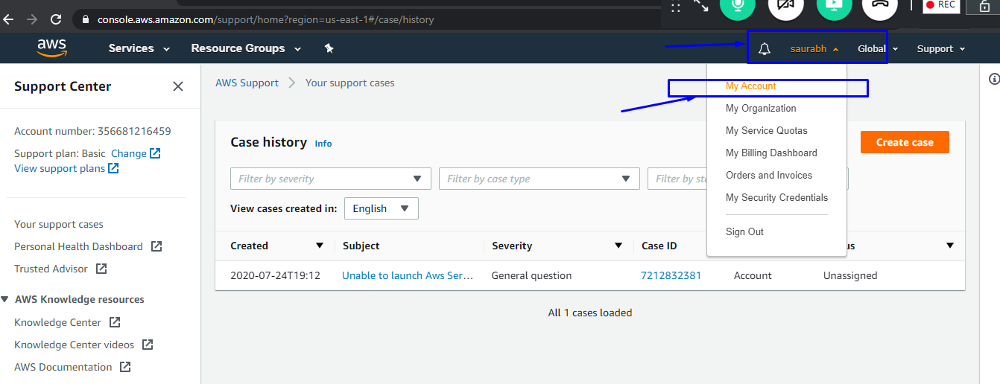 console.aws.amazon.com/support/home?region=us-east-1#/case/history
REC
aws
Services
Resource Groups
saurabh
Global
Support
Support Center
Account number: 356681216459
Support plan: Basic Change
View support plans
Your support cases
Personal Health Dashboard
Trusted Advisor
AWS Knowledge resources
Knowledge Center
Knowledge Center videos
AWS Documentation
AWS Support
Your support cases
My Account
My Organization
My Service Quotas
My Billing Dashboard
Orders and Invoices
My Security Credentials
Sign Out
Case history Info
Create case
Filter by severity
Filter by case type
Filter by sta
View cases created in: English
Created Subject Severity Case ID us
2020-07-24T19:12 Unable to launch Aws Ser... General question 7212832381 Account Unassigned
All 1 cases loaded